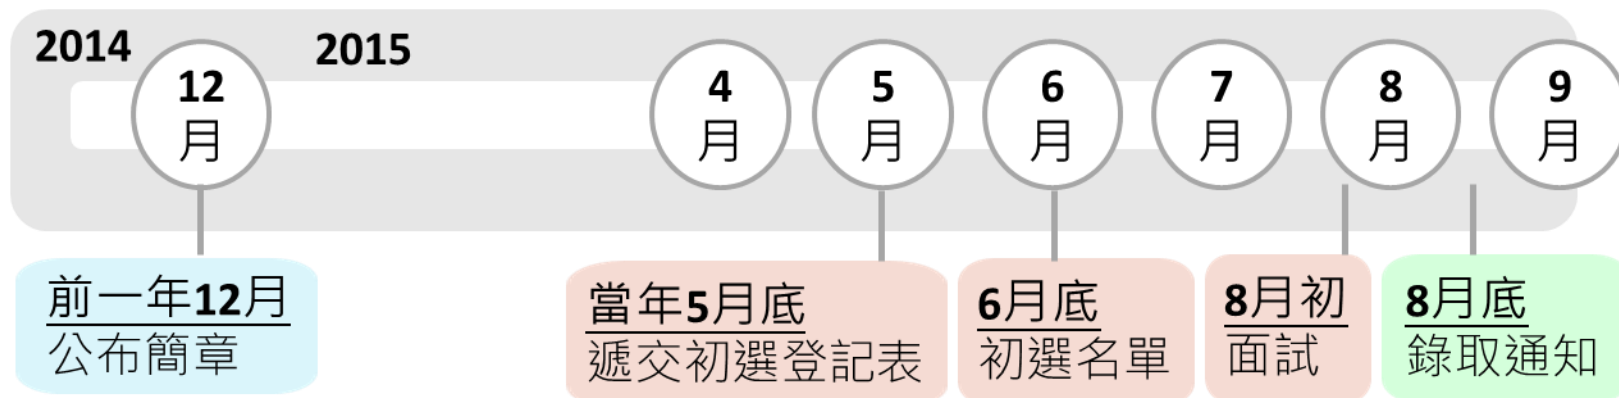 2014
2015
12
月
4
月
5
月
6
月
7
月
8
月
9
月
前一年12月
公布簡章
當年5月底
遞交初選登記表
6月底
初選名單
8月初
面試
8月底
錄取通知